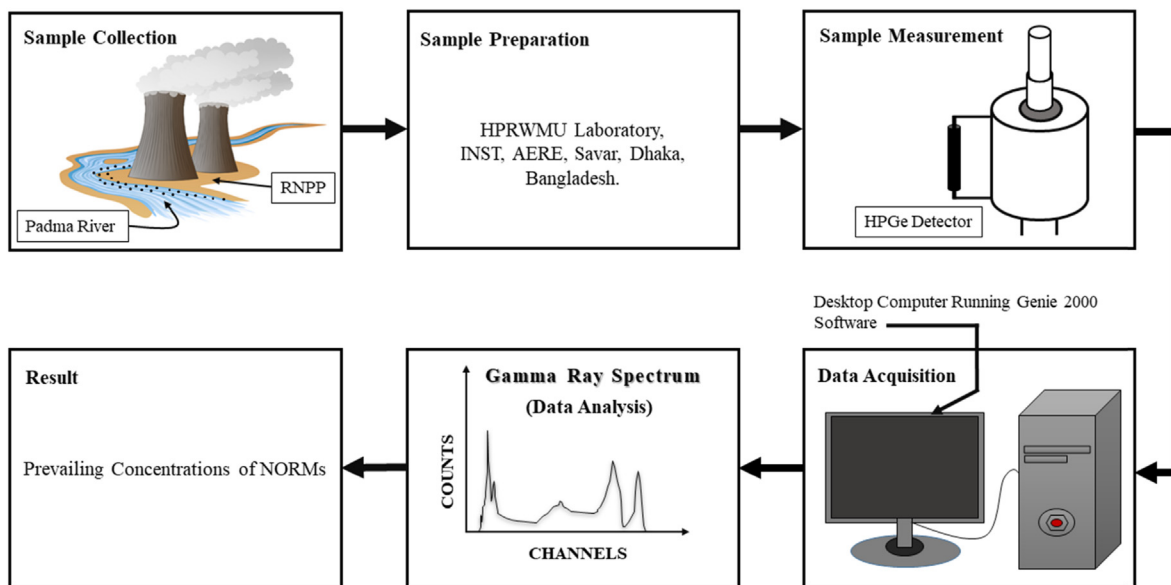 Sample Collection
RNPP
Padma River
Sample Preparation
HPRWMU Laboratory,
INST, AERE, Savar, Dhaka,
Bangladesh.
Sample Measurement
HPGe Detector
Desktop Computer Running Genie 2000
Software
Data Acquisition
Gamma Ray Spectrum
(Data Analysis)
COUNTS
CHANNELS
Result
Prevailing Concentrations of NORMs